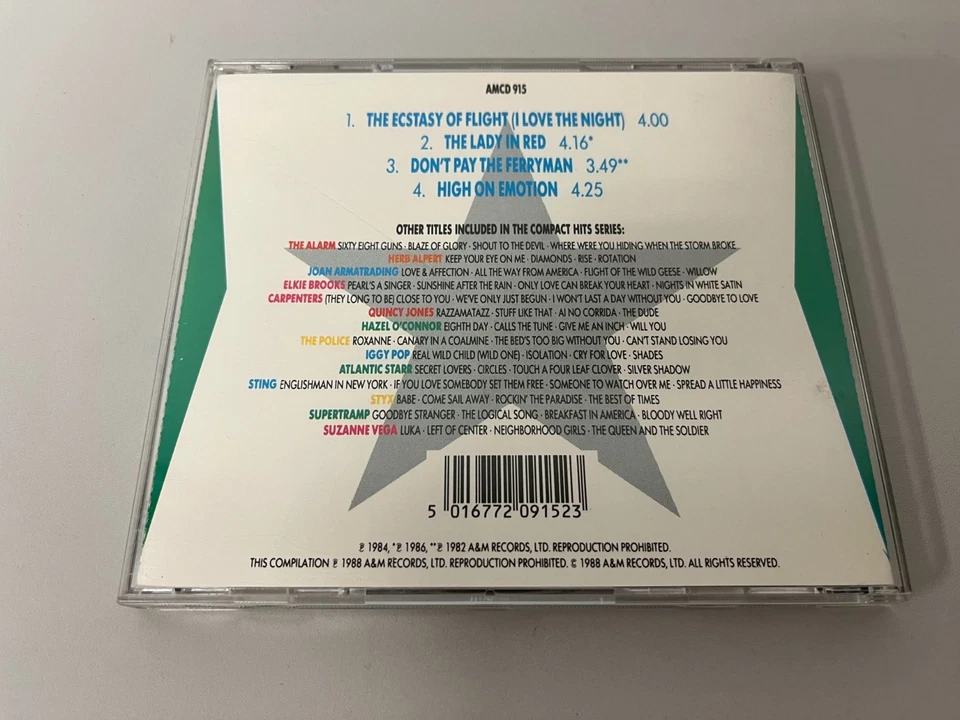 AMCD 915
1. THE ECSTASY OF FLIGHT (I LOVE THE NIGHT) 4.00
2. THE LADY IN RED 4.16*
3. DON'T PAY THE FERRYMAN 3.49**
4. HIGH ON EMOTION 4.25
OTHER TITLES INCLUDED IN THE COMPACT HITS SERIES:
THE ALARM SIXTY EIGHT GUNS · BLAZE OF GLORY · SHOUT TO THE DEVIL · WHERE WERE YOU HIDING WHEN THE STORM BROKE
HERB ALPERT KEEP YOUR EYE ON ME · DIAMONDS · RISE · ROTATION
JOAN ARMATRADING LOVE & AFFECTION · ALL THE WAY FROM AMERICA · FLIGHT OF THE WILD GEESE · WILLOW
ELKIE BROOKS PEARL'S A SINGER · SUNSHINE AFTER THE RAIN · ONLY LOVE CAN BREAK YOUR HEART · NIGHTS IN WHITE SATIN
CARPENTERS (THEY LONG TO BE) CLOSE TO YOU · WE'VE ONLY JUST BEGUN · I WON'T LAST A DAY WITHOUT YOU · GOODBYE TO LOVE
QUINCY JONES RAZZAMATAZZ · STUFF LIKE THAT · AI NO CORRIDA · THE DUDE
HAZEL O'CONNOR EIGHTH DAY · CALLS THE TUNE · GIVE ME AN INCH · WILL YOU
THE POLICE ROXANNE · CANARY IN A COALMINE · THE BED'S TOO BIG WITHOUT YOU · CAN'T STAND LOSING YOU
IGGY POP REAL WILD CHILD (WILD ONE) · ISOLATION · CRY FOR LOVE · SHADES
ATLANTIC STARR SECRET LOVERS · CIRCLES · TOUCH A FOUR LEAF CLOVER · SILVER SHADOW
STING ENGLISHMAN IN NEW YORK · IF YOU LOVE SOMEBODY SET THEM FREE · SOMEONE TO WATCH OVER ME · SPREAD A LITTLE HAPPINESS
STYX BABE · COME SAIL AWAY · ROCKIN' THE PARADISE · THE BEST OF TIMES
SUPERTRAMP GOODBYE STRANGER · THE LOGICAL SONG · BREAKFAST IN AMERICA · BLOODY WELL RIGHT
SUZANNE VEGA LUKA · LEFT OF CENTER · NEIGHBORHOOD GIRLS · THE QUEEN AND THE SOLDIER
5 016772 091523
℗ 1984, *℗ 1986, **℗ 1982 A&M RECORDS, LTD. REPRODUCTION PROHIBITED.
THIS COMPILATION ℗ 1988 A&M RECORDS, LTD. REPRODUCTION PROHIBITED. © 1988 A&M RECORDS, LTD. ALL RIGHTS RESERVED.